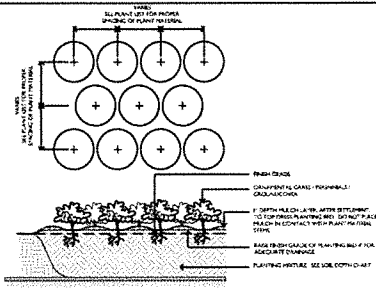 VARIES
SEE PLANT LIST FOR PROPER
SPACING OF PLANT MATERIAL
VARIES
SEE PLANT LIST FOR PROPER
SPACING OF PLANT MATERIAL
FINISH GRADE
ORNAMENTAL GRASS / PERENNIALS /
GROUNDCOVER
DEPTH MULCH LAYER, AFTER SETTLEMENT,
TO TOP DRESS PLANTING BED. DO NOT PLACE
MULCH IN CONTACT WITH PLANT MATERIAL
STEMS.
RAISE FINISH GRADE OF PLANTING BED FOR
ADEQUATE DRAINAGE
PLANTING MIXTURE SEE SOIL DEPTH CHART